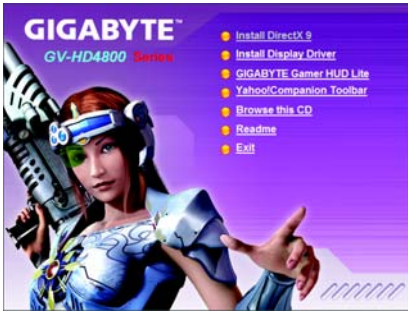 GIGABYTE™
GV-HD4800 Series
Install DirectX 9
Install Display Driver
GIGABYTE Gamer HUD Lite
Yahoo!Companion Toolbar
Browse this CD
Readme
Exit